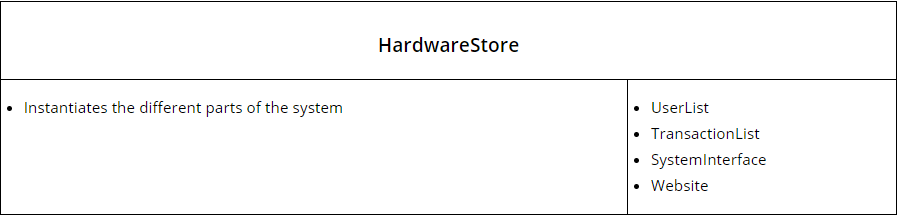 HardwareStore
• Instantiates the different parts of the system
• UserList
• TransactionList
• SystemInterface
• Website